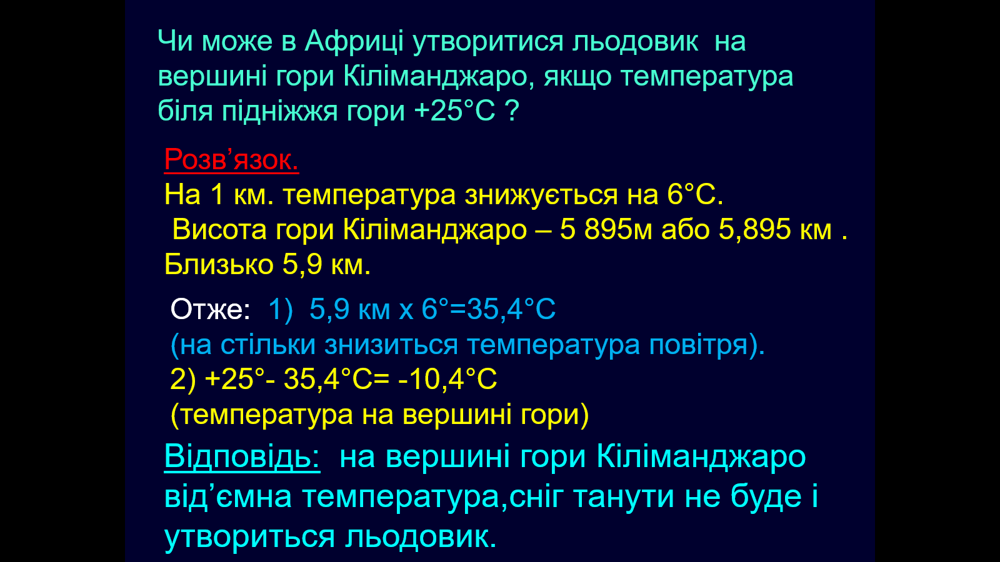 Чи може в Африці утворитися льодовик на
вершині гори Кіліманджаро, якщо температура
біля підніжжя гори +25°С ?
Розв’язок.
На 1 км. температура знижується на 6°С.
Висота гори Кіліманджаро – 5 895м або 5,895 км .
Близько 5,9 км.
Отже: 1) 5,9 км х 6°=35,4°С
(на стільки знизиться температура повітря).
2) +25°- 35,4°С= -10,4°С
(температура на вершині гори)
Відповідь: на вершині гори Кіліманджаро
від’ємна температура,сніг танути не буде і
утвориться льодовик.